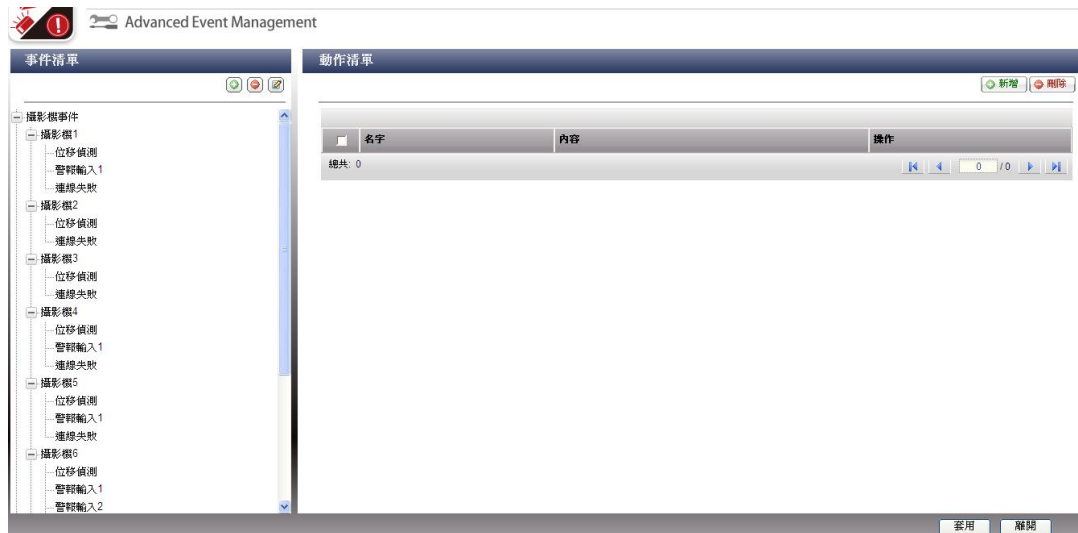 Advanced Event Management
事件清單
動作清單
新增 刪除
攝影機事件
攝影機1
位移偵測
警報輸入1
連線失敗
攝影機2
位移偵測
連線失敗
攝影機3
位移偵測
連線失敗
攝影機4
位移偵測
警報輸入1
連線失敗
攝影機5
位移偵測
警報輸入1
連線失敗
攝影機6
位移偵測
警報輸入1
警報輸入2
名字 內容 操作
總共: 0
0 / 0
套用 離開